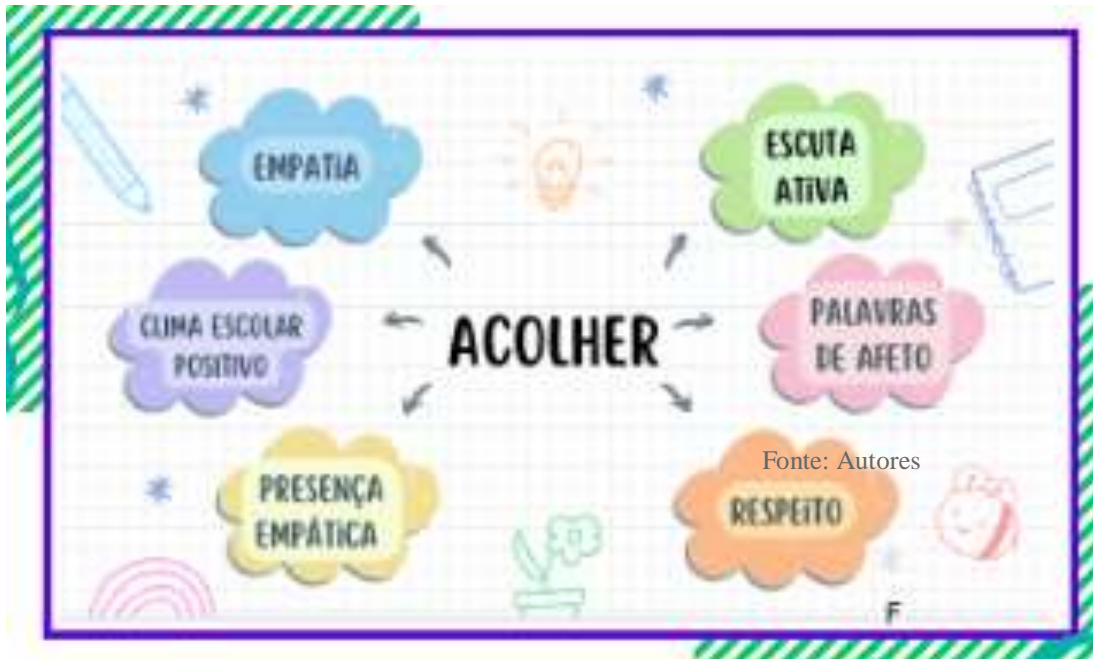 EMPATIA
ESCUTA
ATIVA
CLIMA ESCOLAR
POSITIVO
ACOLHER
PALAVRAS
DE AFETO
PRESENÇA
EMPÁTICA
Fonte: Autores
RESPEITO
F